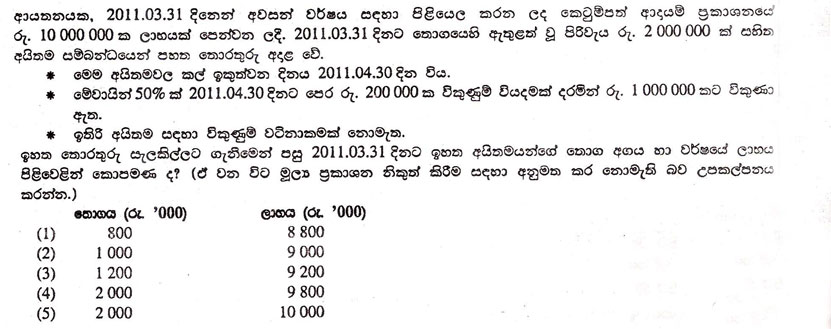 ආයතනයක, 2011.03.31 දිනෙන් අවසන් වර්ෂය සඳහා පිළියෙල කරන ලද කෙටුම්පත් ආදායම් ප්‍රකාශනයේ
රු. 10 000 000 ක ලාභයක් පෙන්වන ලදි. 2011.03.31 දිනට තොගයෙහි ඇතුළත් වූ පිරිවැය රු. 2 000 000 ක් සහිත
අයිතම සම්බන්ධයෙන් පහත තොරතුරු අදාළ වේ.
* මෙම අයිතමවල කල් ඉකුත්වන දිනය 2011.04.30 දින විය.
* මේවායින් 50% ක් 2011.04.30 දිනට පෙර රු. 200 000 ක විකුණුම් වියදමක් දරමින් රු. 1 000 000 කට විකුණා
ඇත.
* ඉතිරි අයිතම සඳහා විකුණුම් වටිනාකමක් නොමැත.
ඉහත තොරතුරු සැලකිල්ලට ගැනීමෙන් පසු 2011.03.31 දිනට ඉහත අයිතමයන්ගේ තොග අගය හා වර්ෂයේ ලාභය
පිළිවෙළින් කොපමණ ද? (ඒ වන විට මූල්‍ය ප්‍රකාශන නිකුත් කිරීම සඳහා අනුමත කර නොමැති බව උපකල්පනය
කරන්න.)
තොගය (රු. '000) ලාභය (රු. '000)
(1) 800 8 800
(2) 1 000 9 000
(3) 1 200 9 200
(4) 2 000 9 800
(5) 2 000 10 000